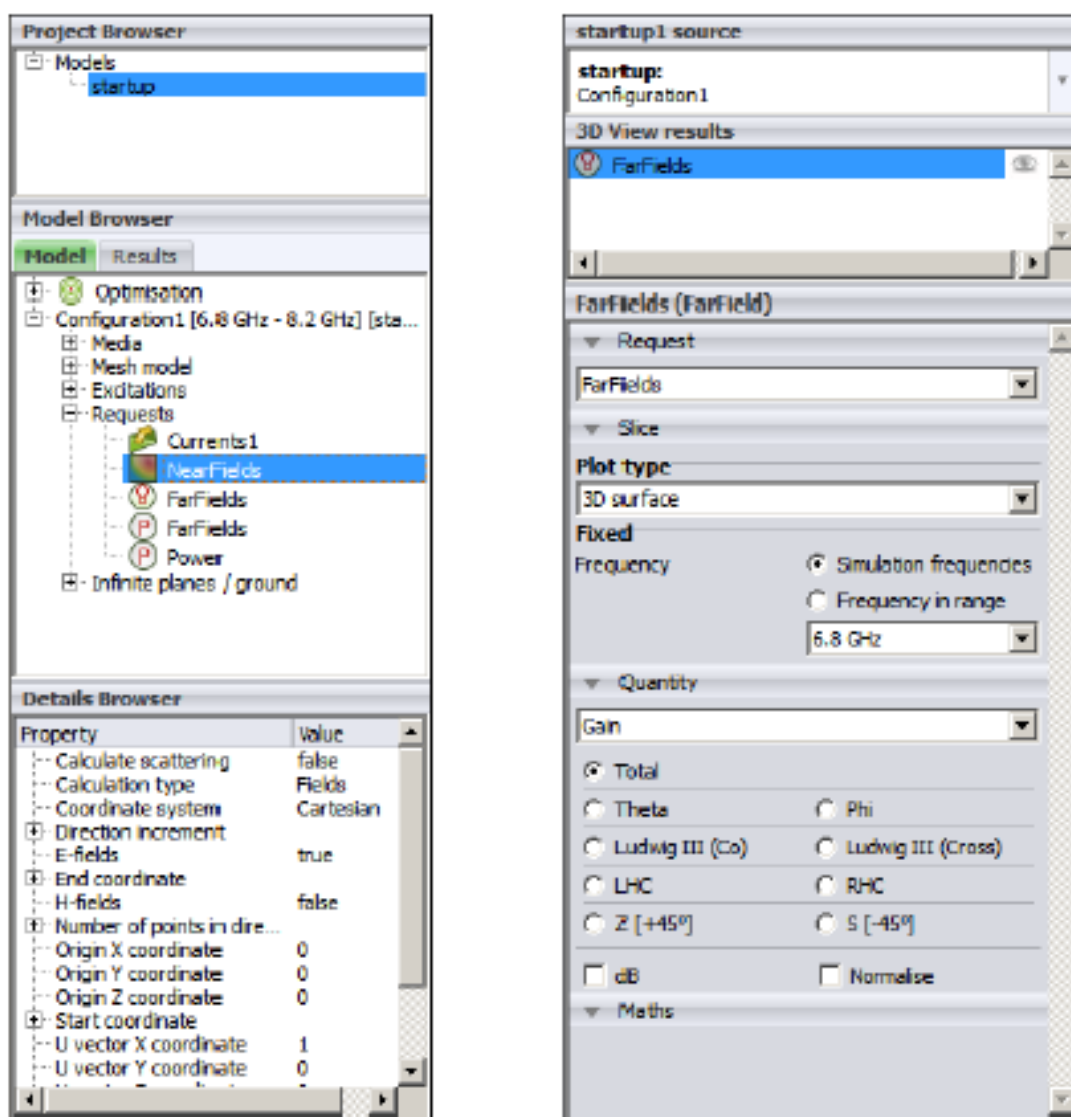 Project Browser
Models
startup
Model Browser
Model Results
Optimisation
Configuration1 [6.8 GHz - 8.2 GHz] [sta...
Media
Mesh model
Excitations
Requests
Currents1
NearFields
FarFields
FarFields
Power
Infinite planes / ground
Details Browser
Property Value
Calculate scattering false
Calculation type Fields
Coordinate system Cartesian
Direction increment
E-fields true
End coordinate
H-fields false
Number of points in dire...
Origin X coordinate 0
Origin Y coordinate 0
Origin Z coordinate 0
Start coordinate
U vector X coordinate 1
U vector Y coordinate 0
startup1 source
startup:
Configuration1
3D View results
FarFields
FarFields (FarField)
Request
FarFields
Slice
Plot type
3D surface
Fixed
Frequency Simulation frequencies
Frequency in range
6.8 GHz
Quantity
Gain
Total
Theta Phi
Ludwig III (Co) Ludwig III (Cross)
LHC RHC
Z [+45º] S [-45º]
dB Normalise
Maths